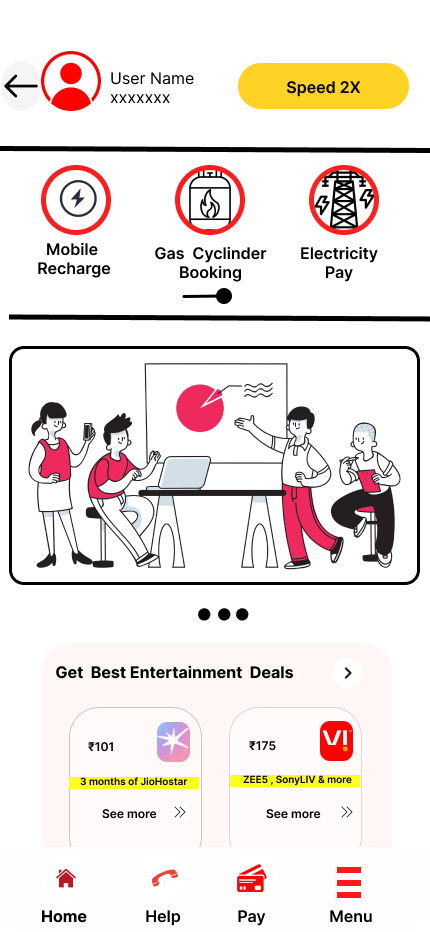 User Name
xxxxxxx
Speed 2X
Mobile
Recharge
Gas Cyclinder
Booking
Electricity
Pay
Get Best Entertainment Deals
₹101
3 months of JioHostar
See more
VI
₹175
ZEE5 , SonyLIV & more
See more
Home
Help
Pay
Menu